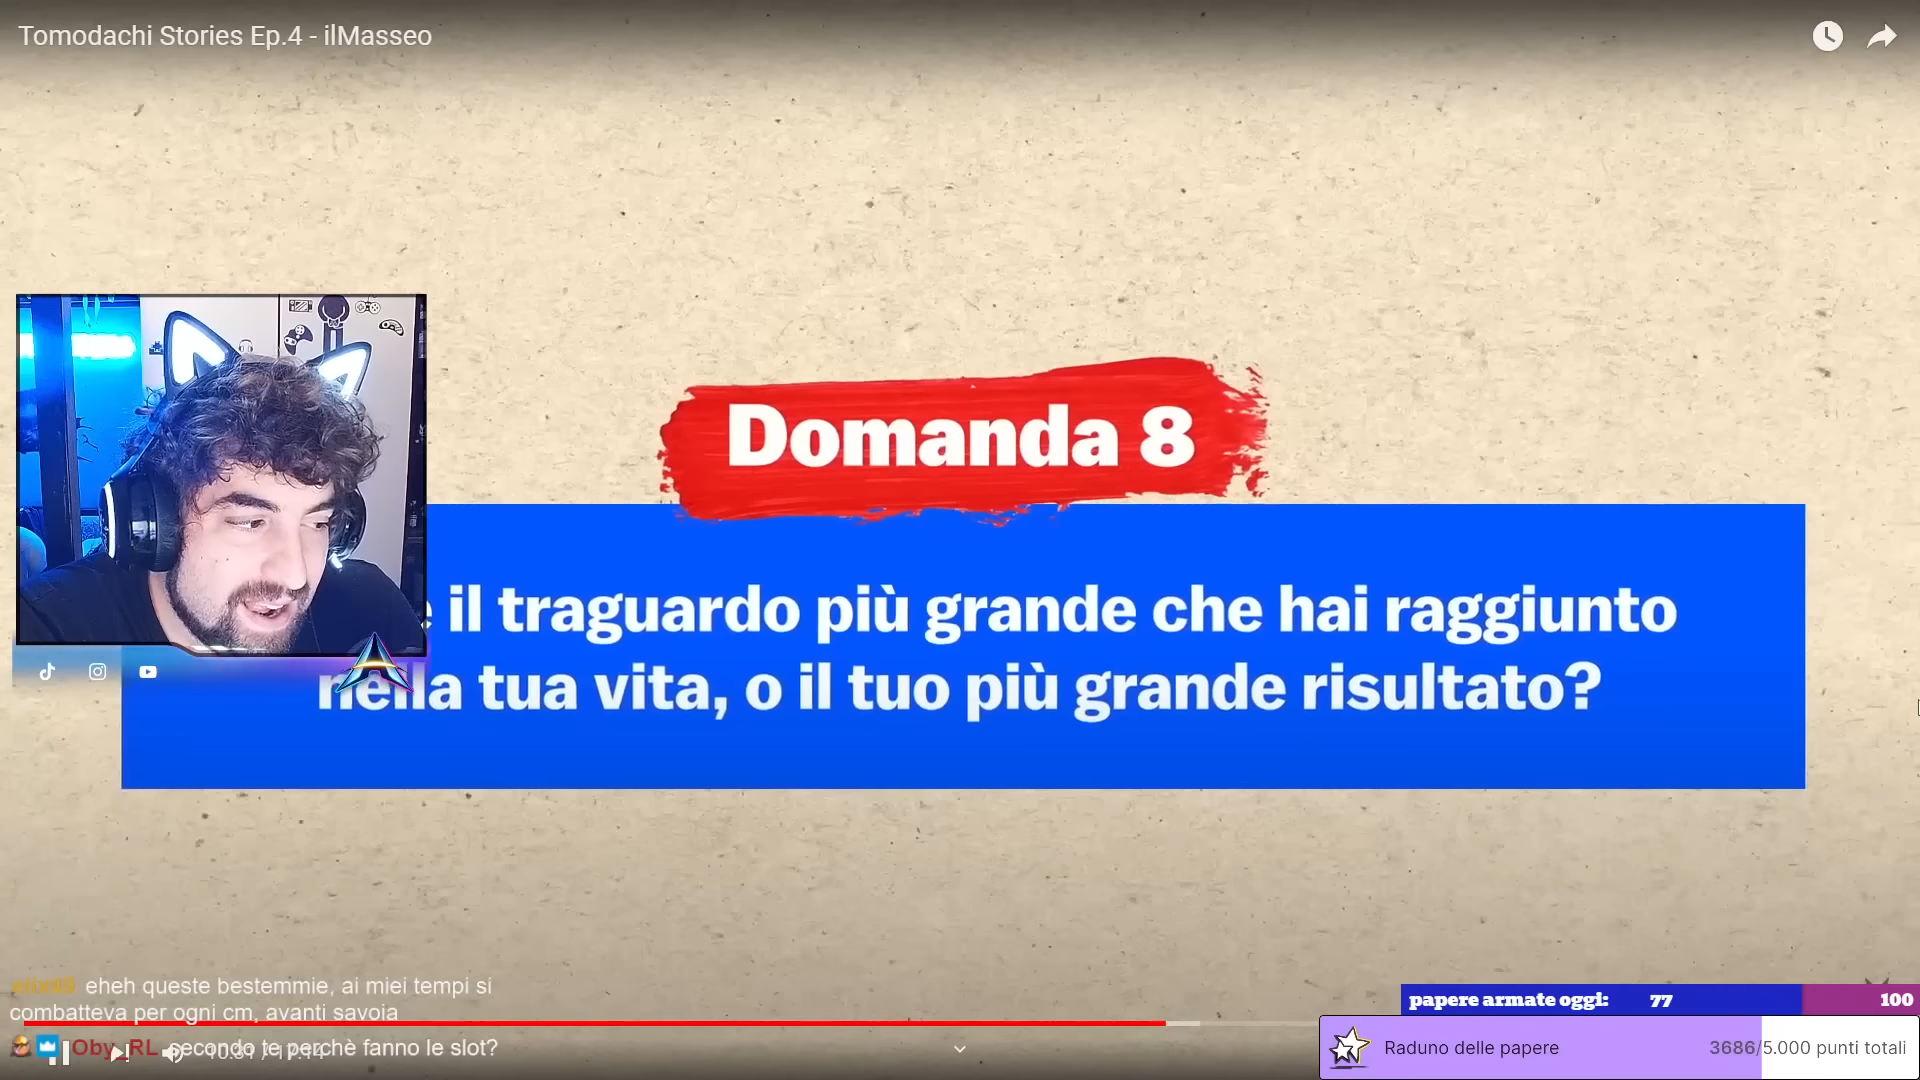 Tomodachi Stories Ep.4 - ilMasseo
Domanda 8
il traguardo più grande che hai raggiunto
nella tua vita, o il tuo più grande risultato?
eheh queste bestemmie, ai miei tempi si
combatteva per ogni cm, avanti savoia
Oby_RL secondo te perchè fanno le slot?
papere armate oggi: 77 100
Raduno delle papere 3686/5.000 punti totali